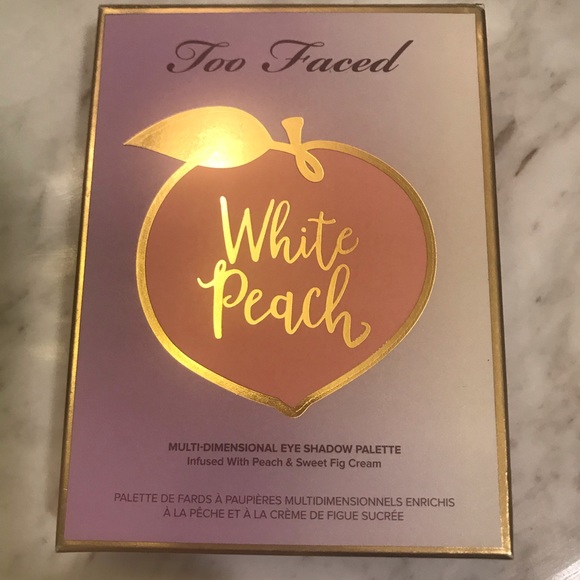 Too Faced
White
Peach
MULTI-DIMENSIONAL EYE SHADOW PALETTE
Infused With Peach & Sweet Fig Cream
PALETTE DE FARDS À PAUPIÈRES MULTIDIMENSIONNELS ENRICHIS
À LA PÊCHE ET À LA CRÈME DE FIGUE SUCRÉE